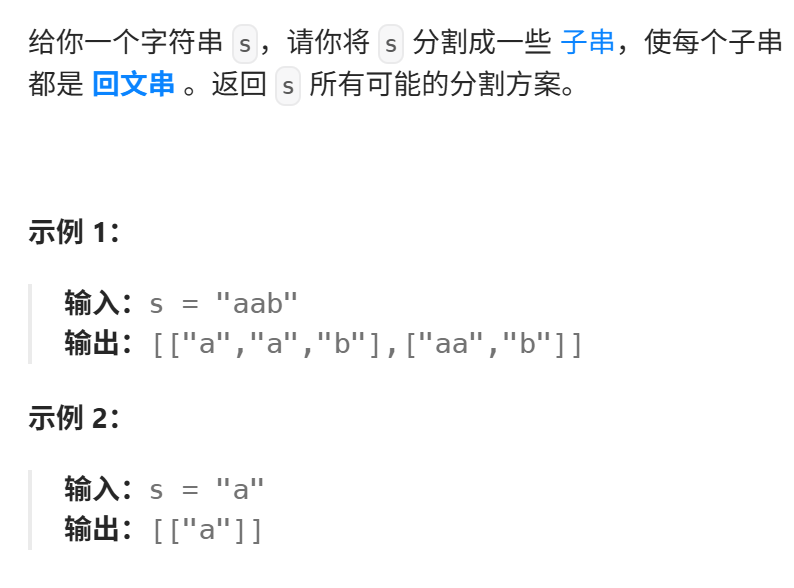 给你一个字符串 s，请你将 s 分割成一些 子串，使每个子串
都是 回文串 。返回 s 所有可能的分割方案。
示例 1：
输入：s = "aab"
输出：[["a","a","b"],["aa","b"]]
示例 2：
输入：s = "a"
输出：[["a"]]